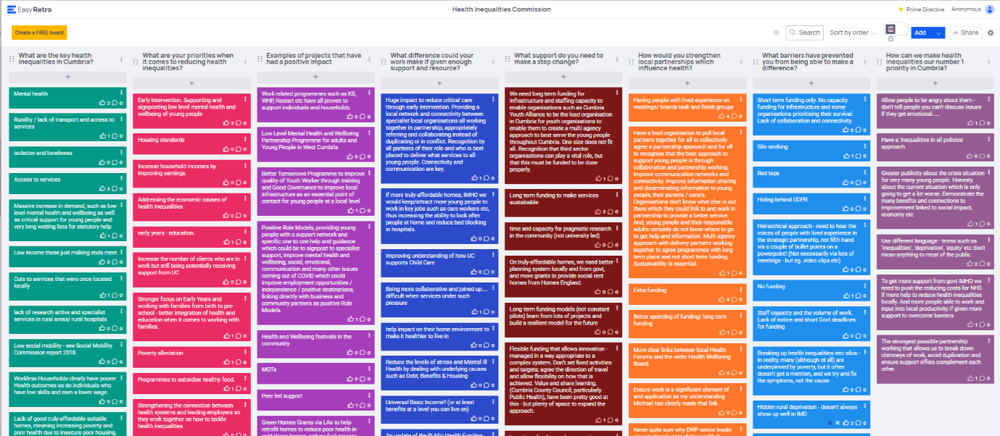 EasyRetro
Health Inequalities Commission
Prime Directive
Anonymous
Create a FREE board
Search
Sort by order
Add
Share
What are the key health
inequalities in Cumbria?
+
Mental health
2 0
Rurality / lack of transport and access to
services
1 0
isolation and loneliness
0 0
Access to services
3 0
Massive increase in demand, such as low
level mental health and wellbeing as well
as critical support for young people and
very long waiting lists for statutory help.
1 0
Low income those just making ends meet
0 0
Cuts to services that were once located
locally
1 0
lack of research active and specialist
services in rural areas/ rural hospitals
0 0
Low social mobility - see Social Mobility
Commission report 2018.
0 0
Workless Households clearly have poorer
Health outcomes as do individuals who
have low skills and earn a lower wage.
0 0
Lack of good truly-affordable suitable
homes, meaning increasing poverty and
poor health due to insecure poor housing.
What are your priorities when
it comes to reducing health
inequalities?
+
Early Intervention. Supporting and
signposting low level mental health and
wellbeing of young people
2 0
Housing standards
0 0
Increase household incomes by
improving earnings.
0 0
Addressing the economic causes of
health inequalities
0 0
early years - education.
1 0
Increase the number of clients who are in
work but still being potentially receiving
support from UC
0 0
Stronger focus on Early Years and
working with families from birth to pre-
school - better integration of health and
education when it comes to working with
families.
1 0
Poverty alleviation
1 0
Programmes to subsidise healthy food.
1 0
Strengthening the connection between
health systems and leading employers so
they work together on how to tackle
health inequalities
Examples of projects that have
had a positive impact
+
Work related programmes such as KS,
WHP, Restart etc have all proven to
support individuals and households.
0 0
Low Level Mental Health and Wellbeing
Partnership Programme for adults and
Young People in West Cumbria
0 0
Better Tomorrows Programme to improve
quality of Youth Worker through training
and Good Governance to improve local
infrastructure as an essential point of
contact for young people at a local level
1 0
Positive Role Models, providing young
people with a support network and
specific one to one help and guidance
which could be to signpost to specialist
support, improve mental health and
wellbeing, social, emotional,
communication and many other issues
coming out of COVID which could
improve employment opportunities /
independence / positive destinations,
linking directly with business and
community partners as positive Role
Models.
1 0
Health and Wellbeing festivals in the
community
0 0
MOTs
0 0
Peer led support
1 0
Green Homes Grants via LAs to help
retrofit homes to reduce poor health in
What difference could your
work make if given enough
support and resource?
+
Huge impact to reduce critical care
through early intervention. Providing a
local network and connectivity between
specialist local organisations all working
together in partnership, appropriately
referring and collaborating instead of
duplicating or in conflict. Recognition by
all partners of their role and who is best
placed to deliver what services to all
young people. Connectivity and
communication are key.
1 0
If more truly-affordable homes, IMHO we
would keep/attract more young people to
work in key jobs such as care workers etc,
thus increasing the ability to look after
people at home and reduce bed blocking
in hospitals.
0 0
Improving understanding of how UC
supports Child Care
0 0
Being more collaborative and joined up....
difficult when services under such
pressure
1 0
help impact on their home environment to
make it healthier to live in
0 0
Reduce the levels of stress and Mental Ill
Health by dealing with underlying causes
such as Debt, Benefits & Housing
0 0
Universal Basic Income? (or at least
benefits at a level you can live on)
0 0
An update of the Public Health Funding
What support do you need to
make a step change?
+
We need long term funding for
Infrastructure and staffing capacity to
enable organisations such as Cumbria
Youth Alliance to be the lead organisation
in Cumbria for youth organisations to
enable them to create a multi agency
approach to best serve the young people
throughout Cumbria. One size does not fit
all. Recognition that third sector
organisations can play a vital role, but
that this must be funded to be done
properly.
1 0
Long term funding to make services
sustainable
2 0
time and capacity for pragmatic research
in the community (not university led)
0 0
On truly-affordable homes, we need better
planning system locally and from govt,
and more grants to provide social rent
homes from Homes England.
0 0
Long term funding models (not constant
pilots) learn from lots of projects and
build a resilient model for the future
0 0
Flexible funding that allows innovation -
managed in a way appropriate to a
complex system. Don't set fixed activities
and targets; agree the direction of travel
and allow flexibility on how that is
achieved. Value and share learning.
(Cumbria County Council, particularly
Public Health), have been pretty good at
this - but plenty of space to expand the
approach.
1 0
How would you strengthen
local partnerships which
influence health?
+
Having people with lived experience on
meetings/ boards task and finish groups
4 0
Have a lead organisation to pull local
partners together for all to collectively
agree a partnership approach and for all
to recognise that the best approach to
support young people is through
collaboration and partnership working.
Improve communication networks and
connectivity. Improve information sharing
and disseminating information to young
people, their parents / carers.
Organisations don't know what else is out
there which they could link to and work in
partnership to provide a better service.
And, young people and their responsible
adults certainly do not know where to go
to get help and information. Multi agency
approach with delivery partners working
together to agree programmes with long
term plans and not short term funding.
Sustainability is essential.
1 0
Extra funding
0 0
Better spending of funding/ long term
funding
1 0
More clear links between local Health
Forums and the wider Health Wellbeing
Board.
0 0
Ensure work is a significant element of
and application as my understanding
Michael has clearly made that link .
0 0
Never quite sure why DWP senior leader
What barriers have prevented
you from being able to make a
difference?
+
Short term funding only. No capacity
funding for infrastructure and some
organisations prioritising their survival.
Lack of collaboration and connectivity.
0 0
Silo working
1 0
Red tape
0 0
Hiding behind GDPR
0 0
Heirarchical approach - need to hear the
voices of people with lived experience in
the strategic partnership, not fifth hand
via a couple of bullet points on a
powerpoint! (Not necessarily via lots of
meetings - but eg. video clips etc)
0 0
No funding
1 0
Staff capacity and the volume of work.
Lack of notice and short Govt deadlines
for funding
0 0
Breaking up health inequalities into silos -
in reality, many (although ot all) are
underpinned by poverty, but it often
doesn't get a mention, and we try and fix
the symptoms, not the cause.
0 0
Hidden rural deprivation - doesn't always
show up well in IMD
2 0
How can we make health
inequalities our number 1
priority in Cumbria?
+
Allow people to be angry about them -
don't tell people you can't discuss issues
if they get emotional.....
1 0
Have a 'inequalities in all policies'
approach.
0 0
Greater publicity about the crisis situation
for very many young people. Honesty
about the current situation which is only
going to get a lot worse. Demonstrate the
many benefits and connections to
improvement linked to social impact,
economy etc
1 0
Use different language - terms such as
'inequalities', 'deprivation', 'equity' etc don't
mean anything to most of the public
2 0
To get more support from govt IMHO we
need to push the reducing costs for NHS
if more help to reduce health inequalities
locally. And more people able to work and
input into local productivity if given more
support to overcome barriers.
1 0
The strongest possible partnership
working that allows us to break down
chimneys of work, avoid duplication and
ensure support offers complement each
other.
1 0